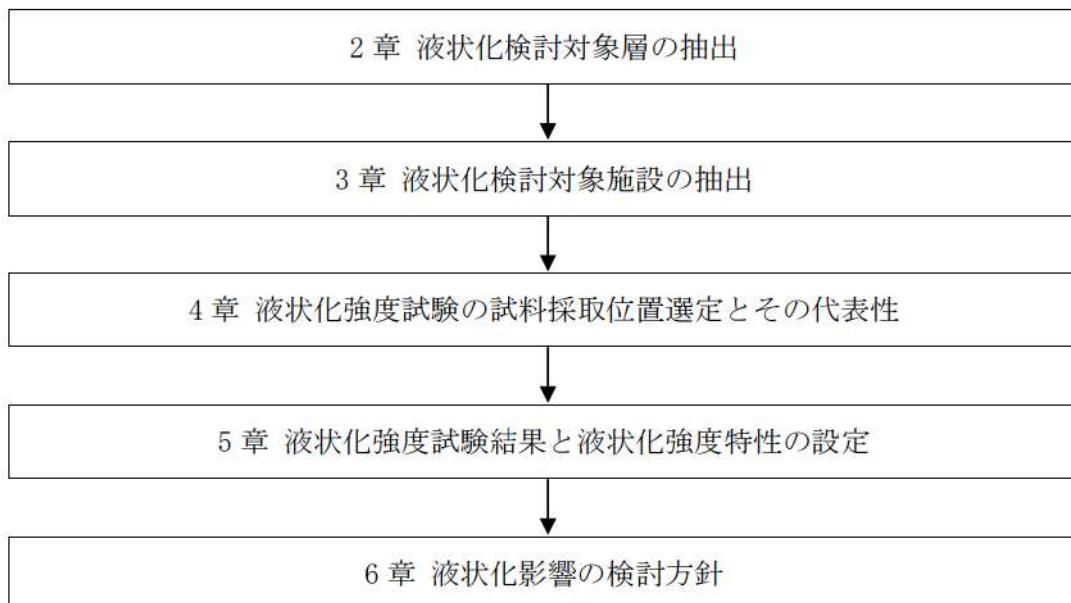 2章 液状化検討対象層の抽出
3章 液状化検討対象施設の抽出
4章 液状化強度試験の試料採取位置選定とその代表性
5章 液状化強度試験結果と液状化強度特性の設定
6章 液状化影響の検討方針